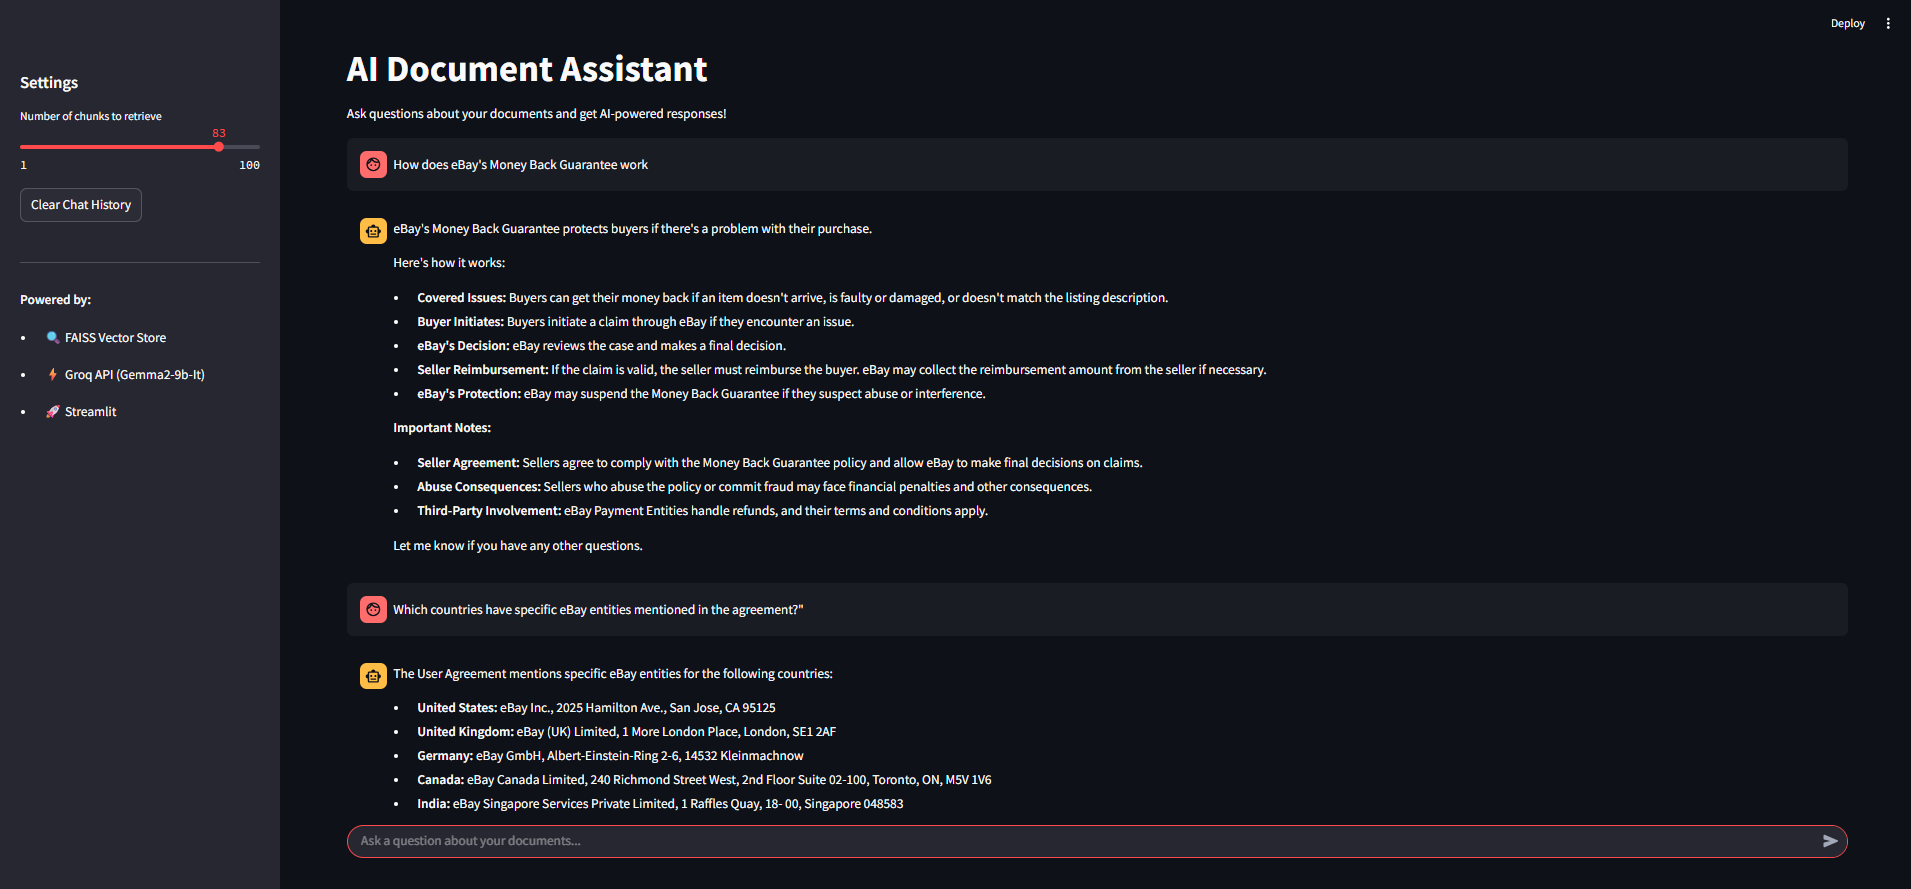 Deploy
Settings
Number of chunks to retrieve
83
1
100
Clear Chat History
Powered by:
FAISS Vector Store
Groq API (Gemma2-9b-It)
Streamlit
AI Document Assistant
Ask questions about your documents and get AI-powered responses!
How does eBay's Money Back Guarantee work
eBay's Money Back Guarantee protects buyers if there's a problem with their purchase.
Here's how it works:
Covered Issues: Buyers can get their money back if an item doesn't arrive, is faulty or damaged, or doesn't match the listing description.
Buyer Initiates: Buyers initiate a claim through eBay if they encounter an issue.
eBay's Decision: eBay reviews the case and makes a final decision.
Seller Reimbursement: If the claim is valid, the seller must reimburse the buyer. eBay may collect the reimbursement amount from the seller if necessary.
eBay's Protection: eBay may suspend the Money Back Guarantee if they suspect abuse or interference.
Important Notes:
Seller Agreement: Sellers agree to comply with the Money Back Guarantee policy and allow eBay to make final decisions on claims.
Abuse Consequences: Sellers who abuse the policy or commit fraud may face financial penalties and other consequences.
Third-Party Involvement: eBay Payment Entities handle refunds, and their terms and conditions apply.
Let me know if you have any other questions.
Which countries have specific eBay entities mentioned in the agreement?"
The User Agreement mentions specific eBay entities for the following countries:
United States: eBay Inc., 2025 Hamilton Ave., San Jose, CA 95125
United Kingdom: eBay (UK) Limited, 1 More London Place, London, SE1 2AF
Germany: eBay GmbH, Albert-Einstein-Ring 2-6, 14532 Kleinmachnow
Canada: eBay Canada Limited, 240 Richmond Street West, 2nd Floor Suite 02-100, Toronto, ON, M5V 1V6
India: eBay Singapore Services Private Limited, 1 Raffles Quay, 18- 00, Singapore 048583
Ask a question about your documents...